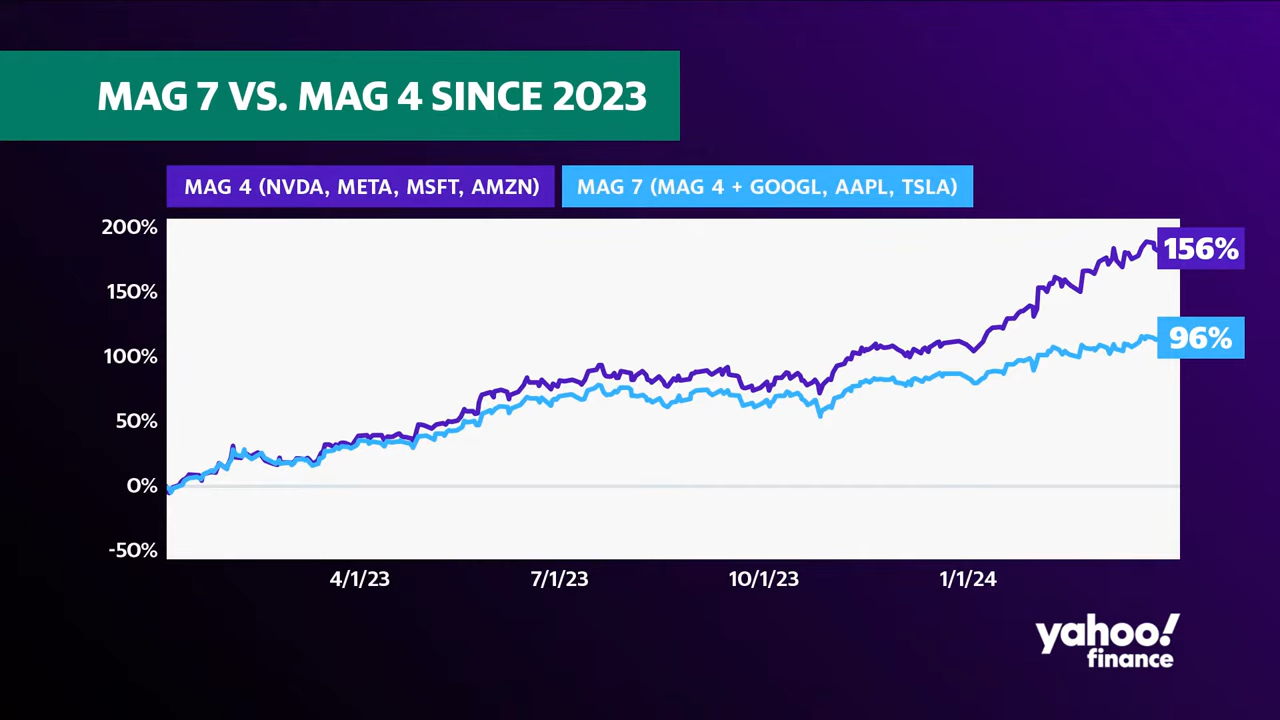 MAG 7 VS. MAG 4 SINCE 2023
MAG 4 (NVDA, META, MSFT, AMZN)
MAG 7 (MAG 4 + GOOGL, AAPL, TSLA)
200%
150%
100%
50%
0%
-50%
156%
96%
4/1/23
7/1/23
10/1/23
1/1/24
yahoo!
finance